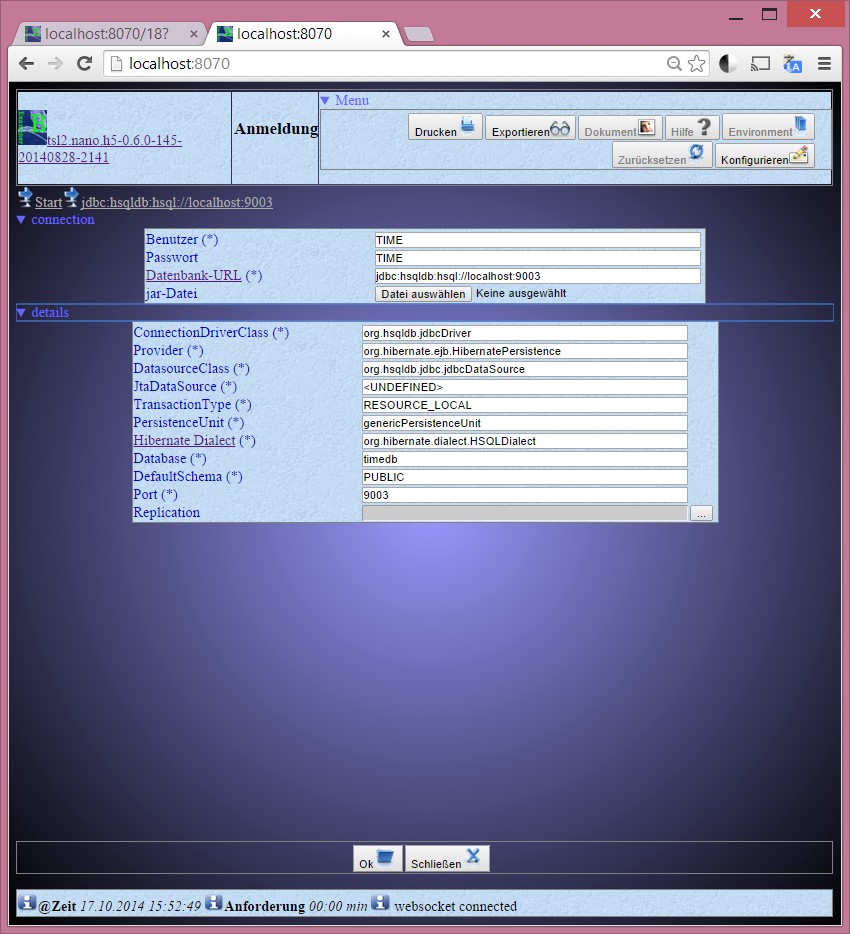 localhost:8070/18?
localhost:8070
localhost:8070
tsl2.nano.h5-0.6.0-145-
20140828-2141
Anmeldung
Menu
Drucken Exportieren Dokument Hilfe Environment
Zurücksetzen Konfigurieren
Start jdbc:hsqldb:hsql://localhost:9003
connection
Benutzer (*) TIME
Passwort TIME
Datenbank-URL (*) jdbc:hsqldb:hsql://localhost:9003
jar-Datei Datei auswählen Keine ausgewählt
details
ConnectionDriverClass (*) org.hsqldb.jdbcDriver
Provider (*) org.hibernate.ejb.HibernatePersistence
DatasourceClass (*) org.hsqldb.jdbc.jdbcDataSource
JtaDataSource (*) <UNDEFINED>
TransactionType (*) RESOURCE_LOCAL
PersistenceUnit (*) genericPersistenceUnit
Hibernate Dialect (*) org.hibernate.dialect.HSQLDialect
Database (*) timedb
DefaultSchema (*) PUBLIC
Port (*) 9003
Replication ...
Ok Schließen
@Zeit 17.10.2014 15:52:49 Anforderung 00:00 min websocket connected